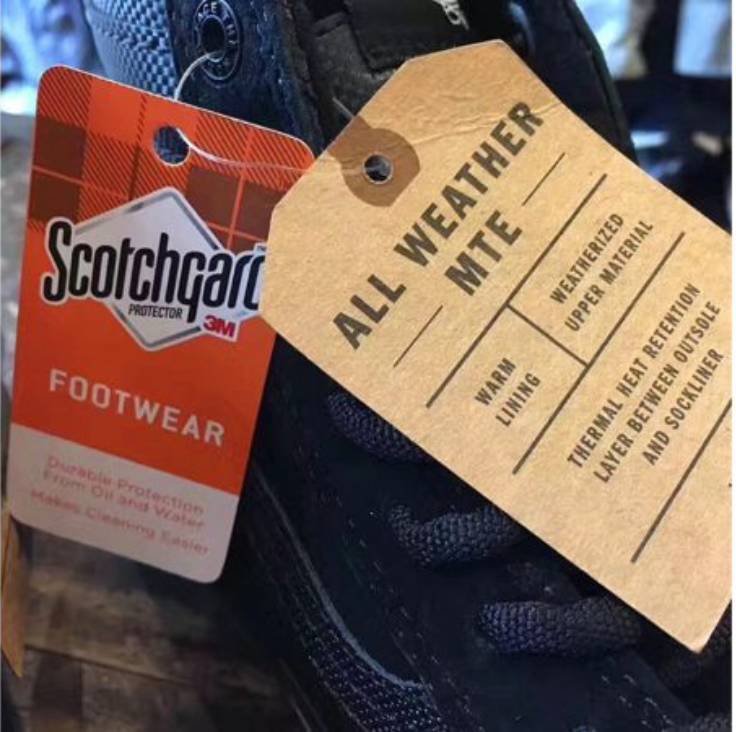 Scotchgard
PROTECTOR
3M
FOOTWEAR
Durable Protection
From Oil and Water
Makes Cleaning Easier
ALL WEATHER
MTE
WEATHERIZED
UPPER MATERIAL
WARM
LINING
THERMAL HEAT RETENTION
LAYER BETWEEN OUTSOLE
AND SOCKLINER